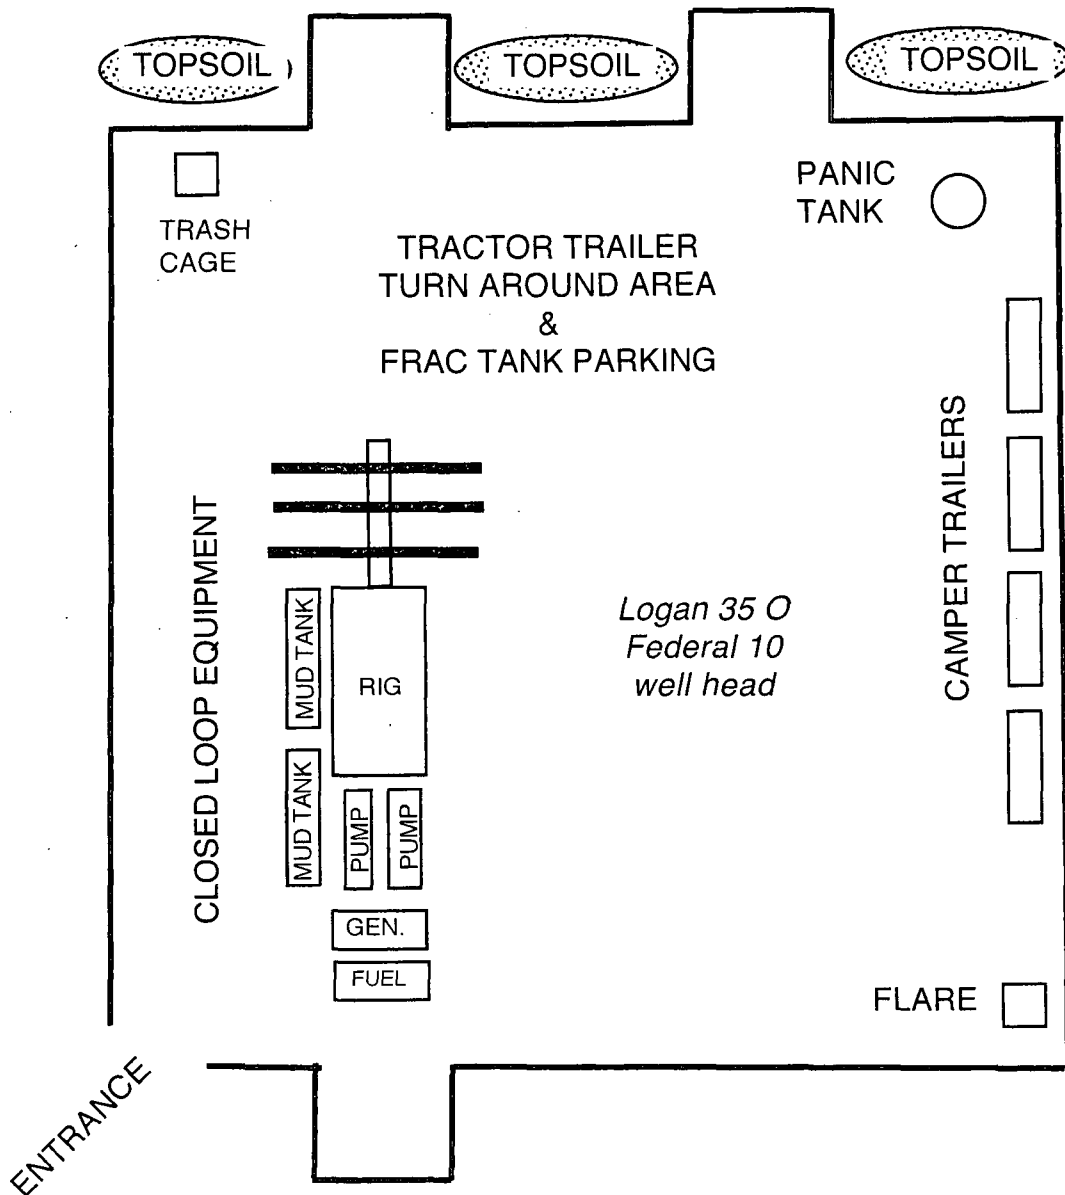 TOPSOIL
TOPSOIL
TOPSOIL
TRASH
CAGE
PANIC
TANK
TRACTOR TRAILER
TURN AROUND AREA
&
FRAC TANK PARKING
CLOSED LOOP EQUIPMENT
MUD TANK
MUD TANK
RIG
PUMP
PUMP
GEN.
FUEL
Logan 35 O
Federal 10
well head
CAMPER TRAILERS
FLARE
ENTRANCE